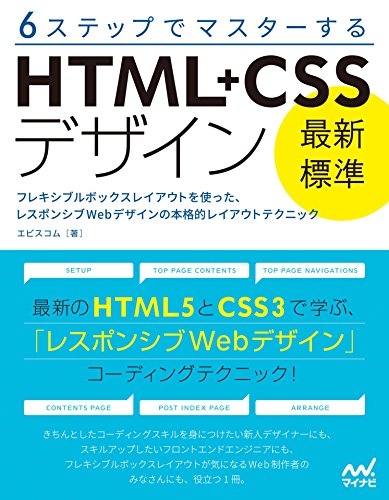 6ステップでマスターする
HTML+CSS
デザイン
最新
標準
フレキシブルボックスレイアウトを使った、
レスポンシブWebデザインの本格的レイアウトテクニック
エビスコム [著]
SETUP
TOP PAGE CONTENTS
TOP PAGE NAVIGATIONS
最新のHTML5とCSS3で学ぶ、
「レスポンシブWebデザイン」
コーディングテクニック!
CONTENTS PAGE
POST INDEX PAGE
ARRANGE
きちんとしたコーディングスキルを身につけたい新人デザイナーにも、
スキルアップしたいフロントエンドエンジニアにも、
フレキシブルボックスレイアウトが気になるWeb制作者の
みなさんにも、役立つ1冊。
マイナビ